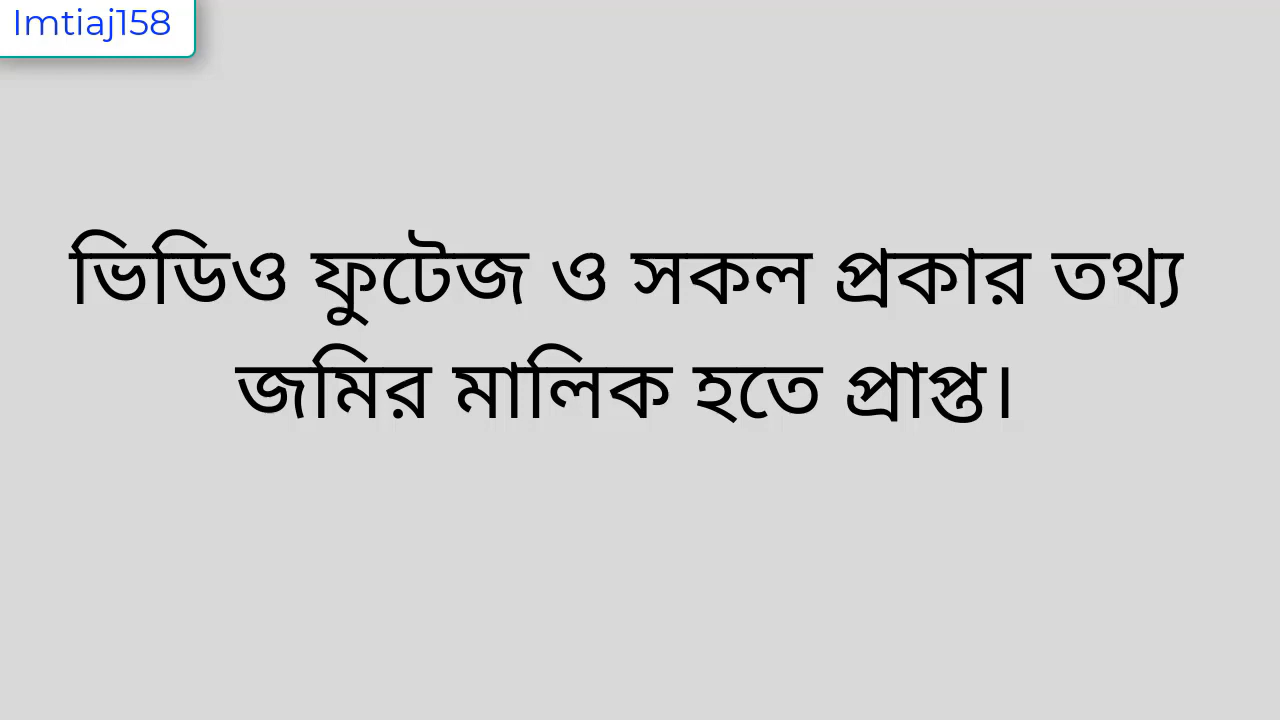 Imtiaj158
ভিডিও ফুটেজ ও সকল প্রকার তথ্য
জমির মালিক হতে প্রাপ্ত।